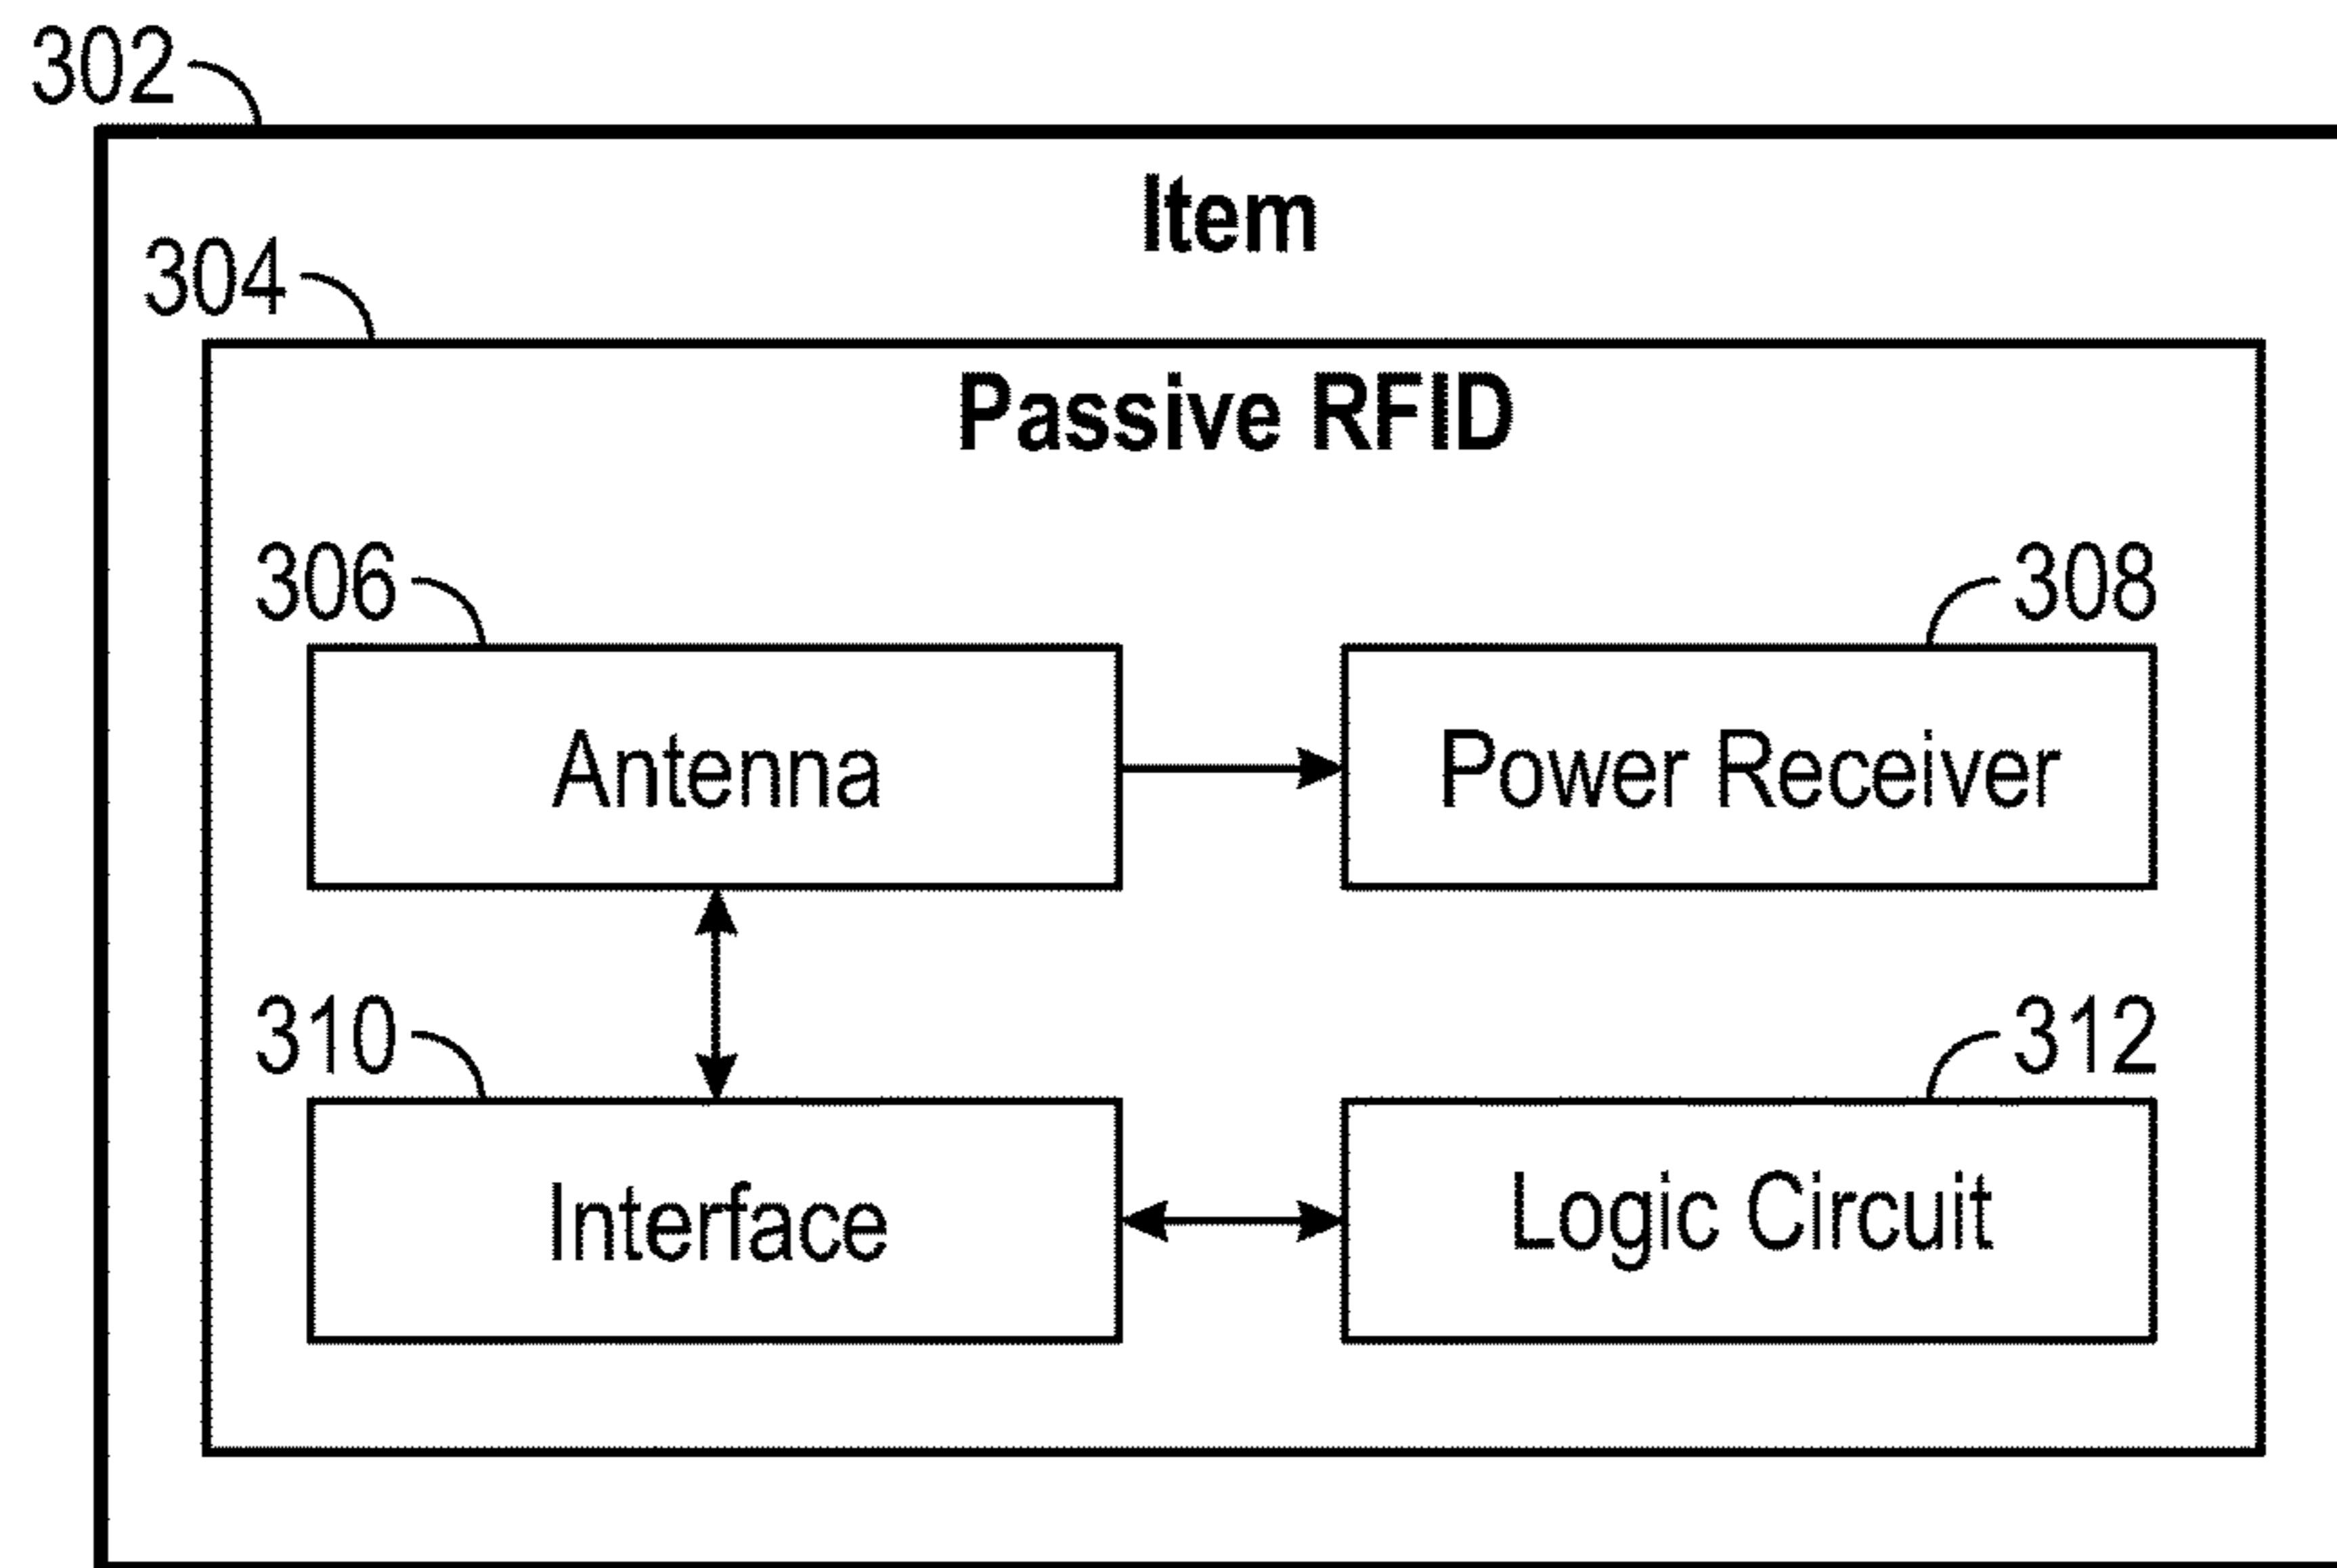 302
Item
304
Passive RFID
306
308
Antenna
Power Receiver
310
312
Interface
Logic Circuit